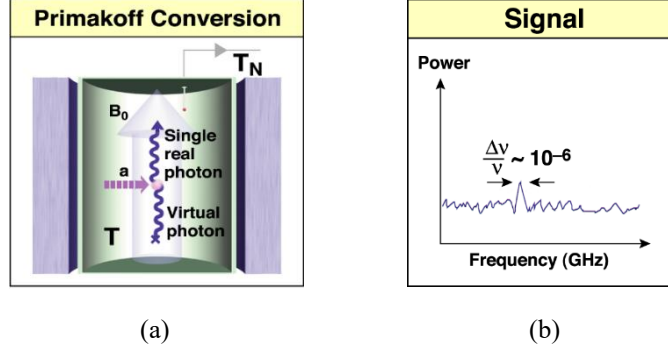 Primakoff Conversion
T_N
B_0
Single
real
photon
a
Virtual
photon
T
(a)
Signal
Power
Δν
ν
~ 10⁻⁶
Frequency (GHz)
(b)